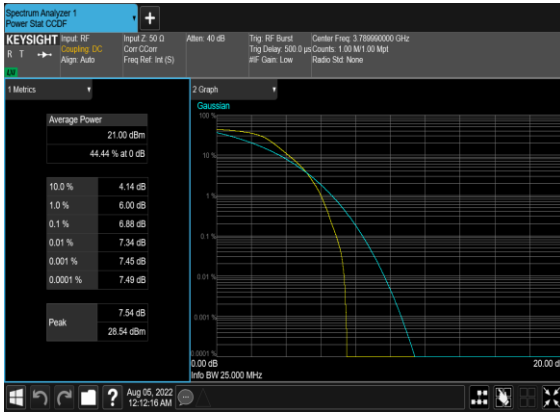 Spectrum Analyzer 1
Power Stat CCDF
KEYSIGHT
R T
LV
Input: RF
Coupling: DC
Align: Auto
Input Z: 50 Ω
Corr CCorr
Freq Ref: Int (S)
Atten: 40 dB
Trig: RF Burst
Trig Delay: 500.0 µs
#IF Gain: Low
Center Freq: 3.789990000 GHz
Counts: 1.00 M/1.00 Mpt
Radio Std: None
1 Metrics
Average Power
21.00 dBm
44.44 % at 0 dB
10.0 % 4.14 dB
1.0 % 6.00 dB
0.1 % 6.88 dB
0.01 % 7.34 dB
0.001 % 7.45 dB
0.0001 % 7.49 dB
Peak
7.54 dB
28.54 dBm
2 Graph
Gaussian
100 %
10 %
1 %
0.1 %
0.01 %
0.001 %
0.0001 %
0.00 dB
20.00 d
Info BW 25.000 MHz
?
Aug 05, 2022
12:12:16 AM